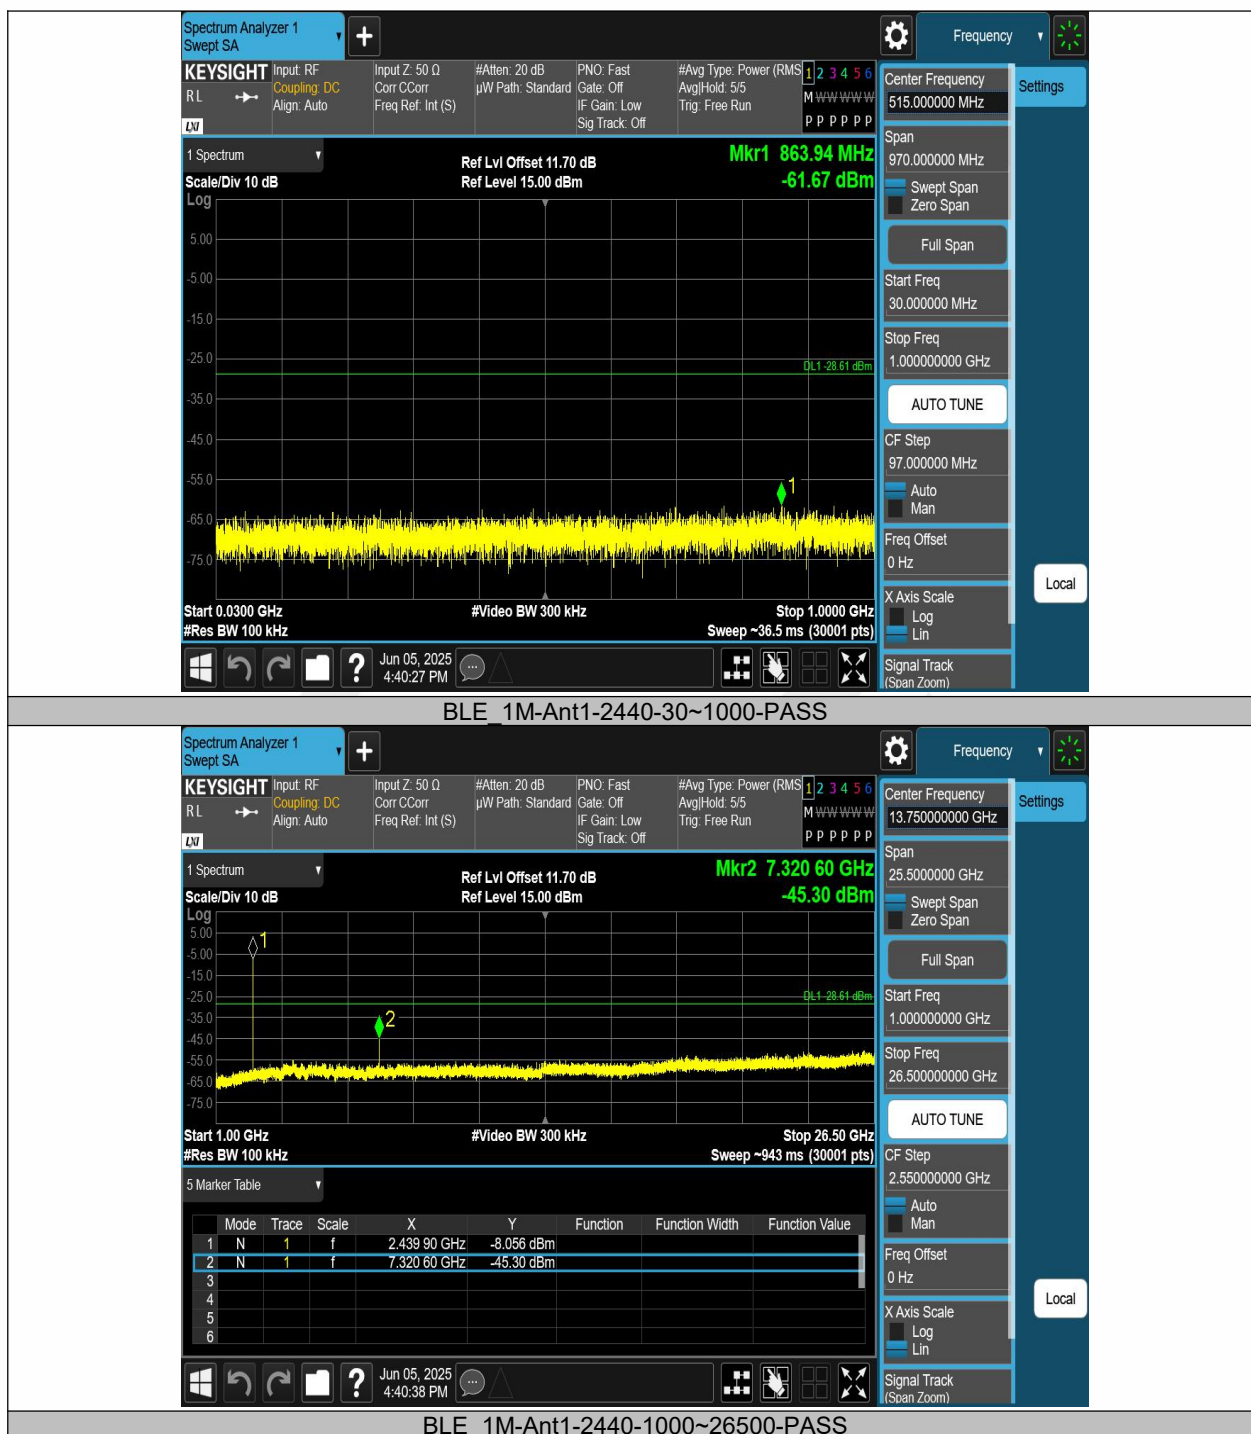 Spectrum Analyzer 1
Swept SA
Frequency
KEYSIGHT
RL
LXI
Input: RF
Coupling: DC
Align: Auto
Input Z: 50 Ω
Corr CCorr
Freq Ref: Int (S)
#Atten: 20 dB
µW Path: Standard
PNO: Fast
Gate: Off
IF Gain: Low
Sig Track: Off
#Avg Type: Power (RMS
Avg|Hold: 5/5
Trig: Free Run
1 2 3 4 5 6
M W W W W W
P P P P P P
1 Spectrum
Scale/Div 10 dB
Log
Ref Lvl Offset 11.70 dB
Ref Level 15.00 dBm
Mkr1 863.94 MHz
-61.67 dBm
5.00
-5.00
-15.0
-25.0
DL1 -28.61 dBm
-35.0
-45.0
-55.0
1
-65.0
-75.0
Start 0.0300 GHz
#Video BW 300 kHz
Stop 1.0000 GHz
#Res BW 100 kHz
Sweep ~36.5 ms (30001 pts)
Jun 05, 2025
4:40:27 PM
Center Frequency
515.000000 MHz
Span
970.000000 MHz
Swept Span
Zero Span
Full Span
Start Freq
30.000000 MHz
Stop Freq
1.000000000 GHz
AUTO TUNE
CF Step
97.000000 MHz
Auto
Man
Freq Offset
0 Hz
X Axis Scale
Log
Lin
Signal Track
(Span Zoom)
Settings
Local
BLE_1M-Ant1-2440-30~1000-PASS
Spectrum Analyzer 1
Swept SA
Frequency
KEYSIGHT
RL
LXI
Input: RF
Coupling: DC
Align: Auto
Input Z: 50 Ω
Corr CCorr
Freq Ref: Int (S)
#Atten: 20 dB
µW Path: Standard
PNO: Fast
Gate: Off
IF Gain: Low
Sig Track: Off
#Avg Type: Power (RMS
Avg|Hold: 5/5
Trig: Free Run
1 2 3 4 5 6
M W W W W W
P P P P P P
1 Spectrum
Scale/Div 10 dB
Log
Ref Lvl Offset 11.70 dB
Ref Level 15.00 dBm
Mkr2 7.320 60 GHz
-45.30 dBm
5.00
1
-5.00
-15.0
-25.0
DL1 -28.61 dBm
-35.0
2
-45.0
-55.0
-65.0
-75.0
Start 1.00 GHz
#Video BW 300 kHz
Stop 26.50 GHz
#Res BW 100 kHz
Sweep ~943 ms (30001 pts)
5 Marker Table
Mode Trace Scale X Y Function Function Width Function Value
1 N 1 f 2.439 90 GHz -8.056 dBm
2 N 1 f 7.320 60 GHz -45.30 dBm
3
4
5
6
Jun 05, 2025
4:40:38 PM
Center Frequency
13.750000000 GHz
Span
25.5000000 GHz
Swept Span
Zero Span
Full Span
Start Freq
1.000000000 GHz
Stop Freq
26.500000000 GHz
AUTO TUNE
CF Step
2.550000000 GHz
Auto
Man
Freq Offset
0 Hz
X Axis Scale
Log
Lin
Signal Track
(Span Zoom)
Settings
Local
BLE_1M-Ant1-2440-1000~26500-PASS